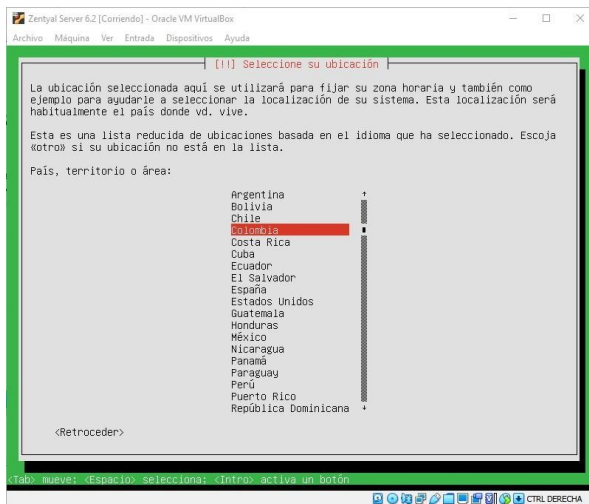 Zentyal Server 6.2 [Corriendo] - Oracle VM VirtualBox
Archivo Máquina Ver Entrada Dispositivos Ayuda
[!!] Seleccione su ubicación
La ubicación seleccionada aquí se utilizará para fijar su zona horaria y también como
ejemplo para ayudarle a seleccionar la localización de su sistema. Esta localización será
habitualmente el país donde vd. vive.
Esta es una lista reducida de ubicaciones basada en el idioma que ha seleccionado. Escoja
«otro» si su ubicación no está en la lista.
País, territorio o área:
Argentina
Bolivia
Chile
Colombia
Costa Rica
Cuba
Ecuador
El Salvador
España
Estados Unidos
Guatemala
Honduras
México
Nicaragua
Panamá
Paraguay
Perú
Puerto Rico
República Dominicana
<Retroceder>
<Tab> mueve; <Espacio> selecciona; <Intro> activa un botón
CTRL DERECHA